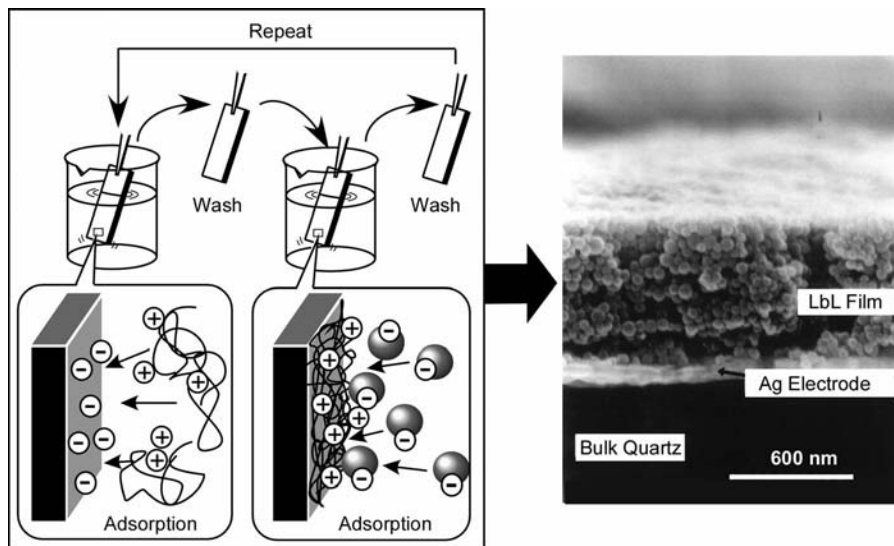 Repeat
Wash
Wash
Adsorption
Adsorption
LbL Film
Ag Electrode
Bulk Quartz
600 nm